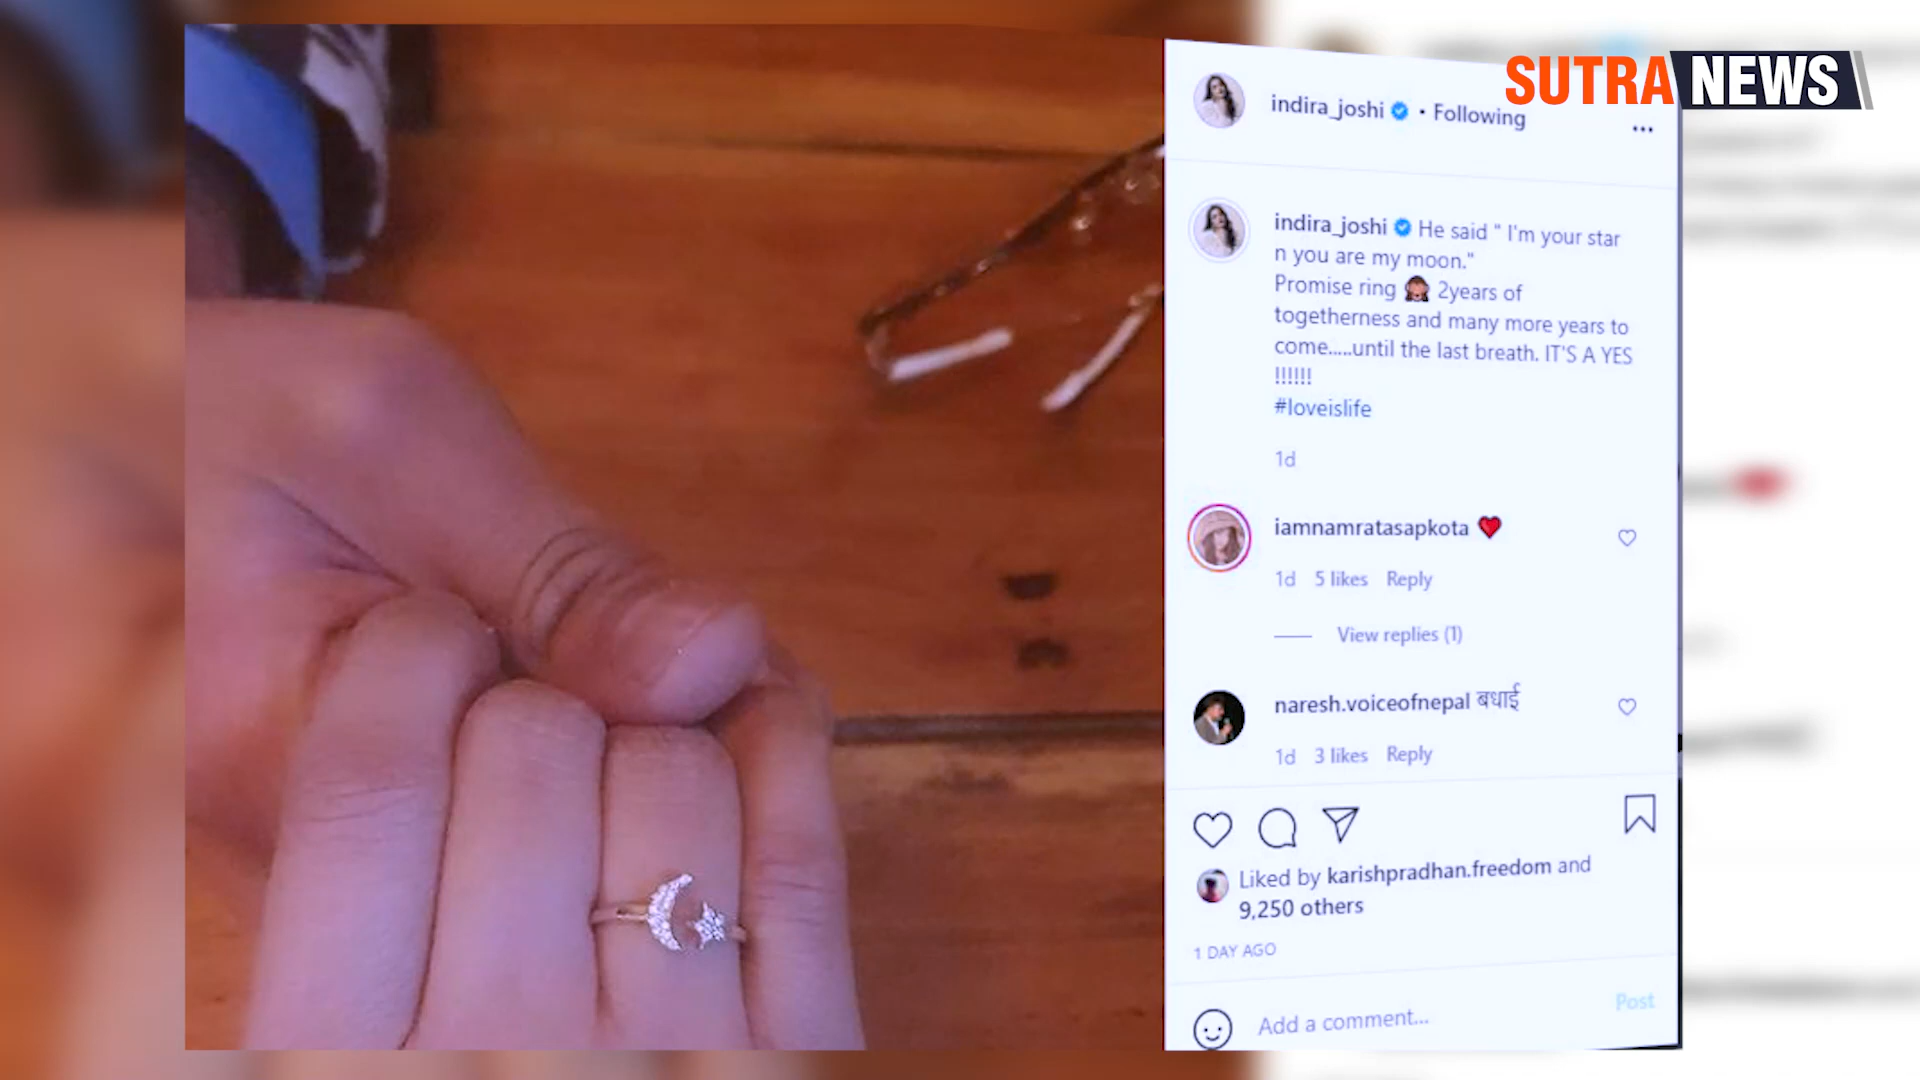 SUTRA NEWS
indira_joshi • Following
indira_joshi He said " I'm your star
n you are my moon."
Promise ring 🙈 2years of
togetherness and many more years to
come.....until the last breath. IT'S A YES
!!!!!!
#loveislife
1d
iamnamratasapkota ❤️
1d 5 likes Reply
View replies (1)
naresh.voiceofnepal बधाई
1d 3 likes Reply
Liked by karishpradhan.freedom and
9,250 others
1 DAY AGO
Add a comment... Post